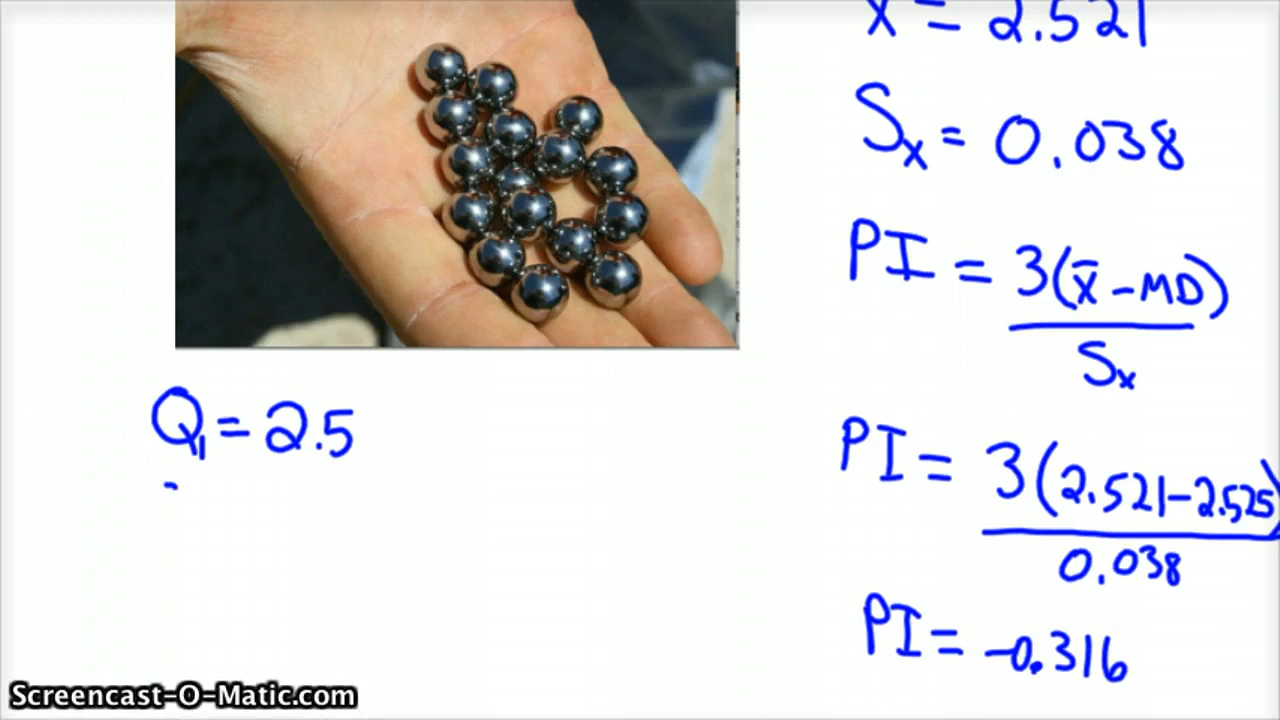 x̄ = 2.521
Sx = 0.038
PI = 3(x̄ - MD)
Sx
Q1 = 2.5
PI = 3(2.521-2.525)
0.038
PI = -0.316
Screencast-O-Matic.com